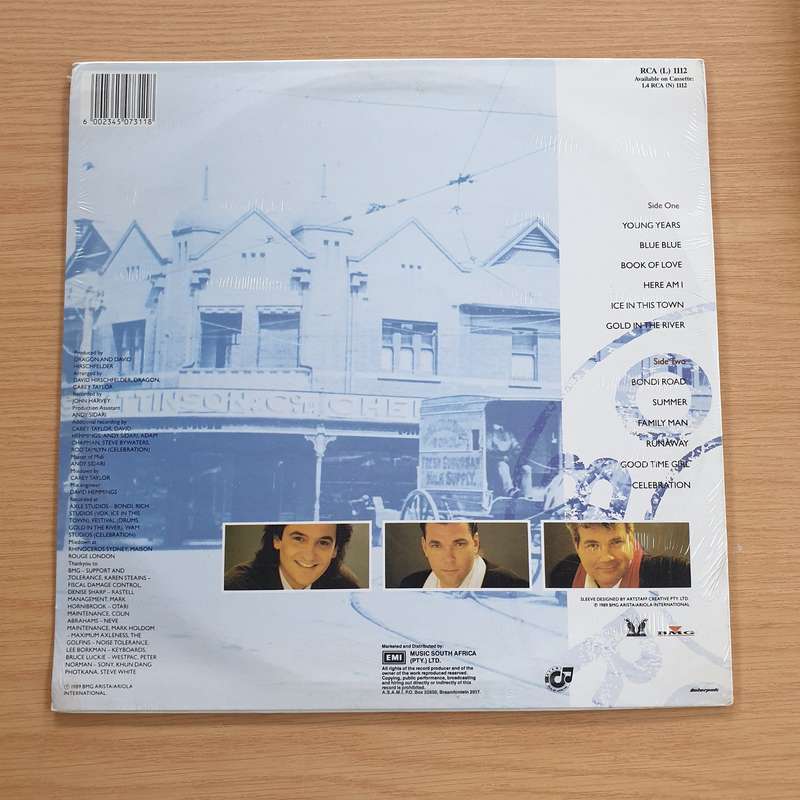 6 002345 073118
RCA (L) 1112
Available on Cassette:
L4 RCA (N) 1112
Side One
YOUNG YEARS
BLUE BLUE
BOOK OF LOVE
HERE AM I
ICE IN THIS TOWN
GOLD IN THE RIVER
Side Two
BONDI ROAD
SUMMER
FAMILY MAN
RUNAWAY
GOOD TIME GIRL
CELEBRATION
Produced by
DRAGON AND DAVID
HIRSCHFELDER
Arranged by
DAVID HIRSCHFELDER, DRAGON,
CAREY TAYLOR
Recorded by
JOHN HARVEY
Production Assistant
ANDY SIDARI
Additional recording by
CAREY TAYLOR, DAVID
HEMMINGS, ANDY SIDARI, ADAM
CHAPMAN, STEVE BYWATERS,
ROD TAMLYN (CELEBRATION)
Master of Midi
ANDY SIDARI
Mixdown by
CAREY TAYLOR
Mix engineer
DAVID HEMMINGS
Recorded at
AXLE STUDIOS – BONDI, RICH
STUDIOS (VOX, ICE IN THIS
TOWN), FESTIVAL (DRUMS,
GOLD IN THE RIVER), WAM
STUDIOS (CELEBRATION)
Mixdown at
RHINOCEROS SYDNEY, MAISON
ROUGE LONDON
Thankyou to
BMG – SUPPORT AND
TOLERANCE, KAREN STEAINS –
FISCAL DAMAGE CONTROL,
DENISE SHARP – RASTELL
MANAGEMENT, MARK
HORNIBROOK – OTARI
MAINTENANCE, COLIN
ABRAHAMS – NEVE
MAINTENANCE, MARK HOLDOM
– MAXIMUM AXLENESS, THE
GOLFINS – NOISE TOLERANCE,
LEE BORKMAN – KEYBOARDS,
BRUCE LUCKIE – WESTPAC, PETER
NORMAN – SONY, KHUN DANG
PHOTKANA, STEVE WHITE
Ⓟ 1989 BMG ARISTA/ARIOLA
INTERNATIONAL.
FRESH
MILK SUPPLY.
SLEEVE DESIGNED BY ARTSTAFF CREATIVE PTY. LTD.
© 1989 BMG ARISTA/ARIOLA INTERNATIONAL
BMG
Marketed and Distributed by:
EMI
MUSIC SOUTH AFRICA
(PTY.) LTD.
All rights of the record producer and of the
owner of the work reproduced reserved.
Copying, public performance, broadcasting
and hiring out directly or indirectly of this
record is prohibited.
A.S.A.M.I. P.O. Box 32850, Braamfontein 2017.
Interpak